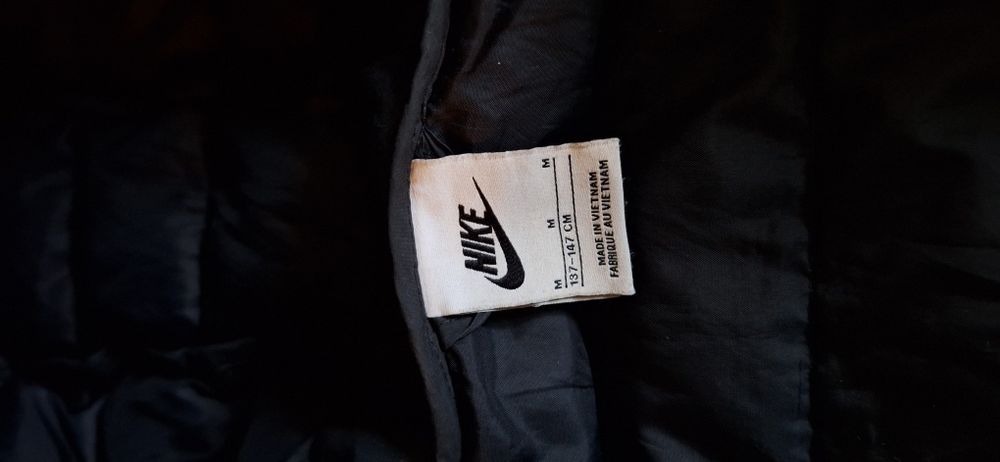 NIKE
M M M
137-147 CM
MADE IN VIETNAM
FABRIQUE AU VIETNAM